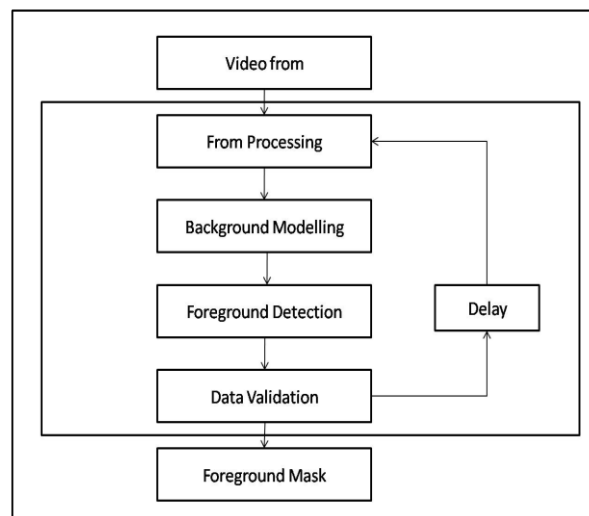 Video from
From Processing
Background Modelling
Foreground Detection
Delay
Data Validation
Foreground Mask